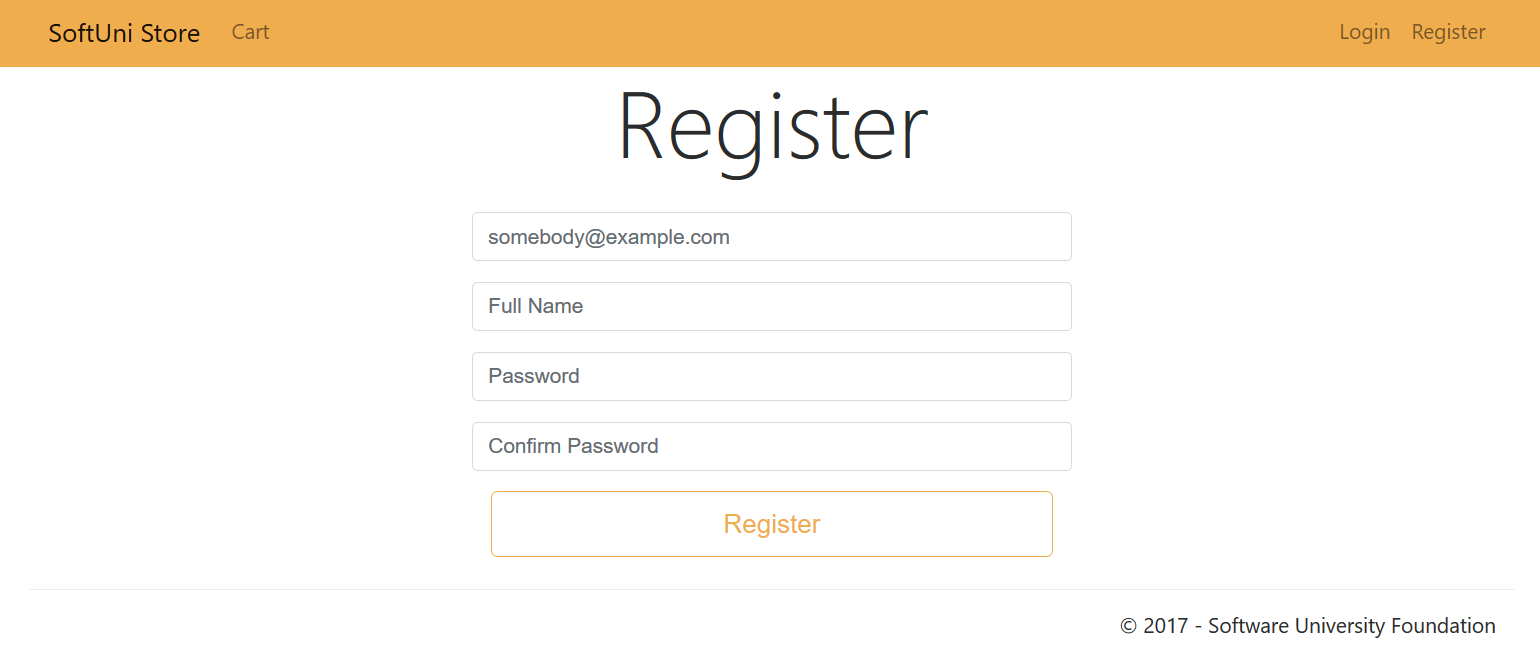 SoftUni Store Cart Login Register
Register
somebody@example.com
Full Name
Password
Confirm Password
Register
© 2017 - Software University Foundation